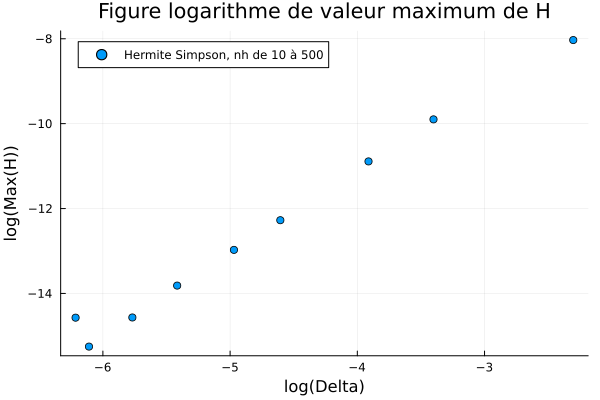 Figure logarithme de valeur maximum de H
Hermite Simpson, nh de 10 à 500
log(Max(H))
−8
−10
−12
−14
−6
−5
−4
−3
log(Delta)